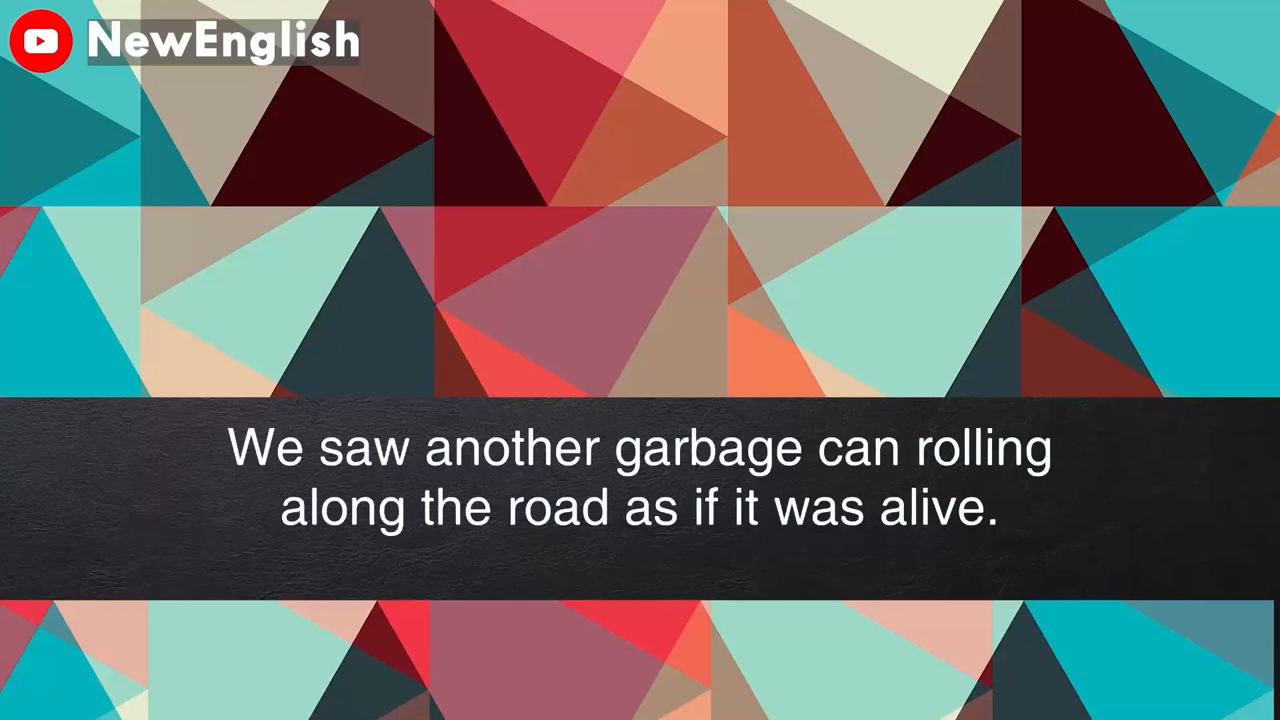 NewEnglish
We saw another garbage can rolling
along the road as if it was alive.